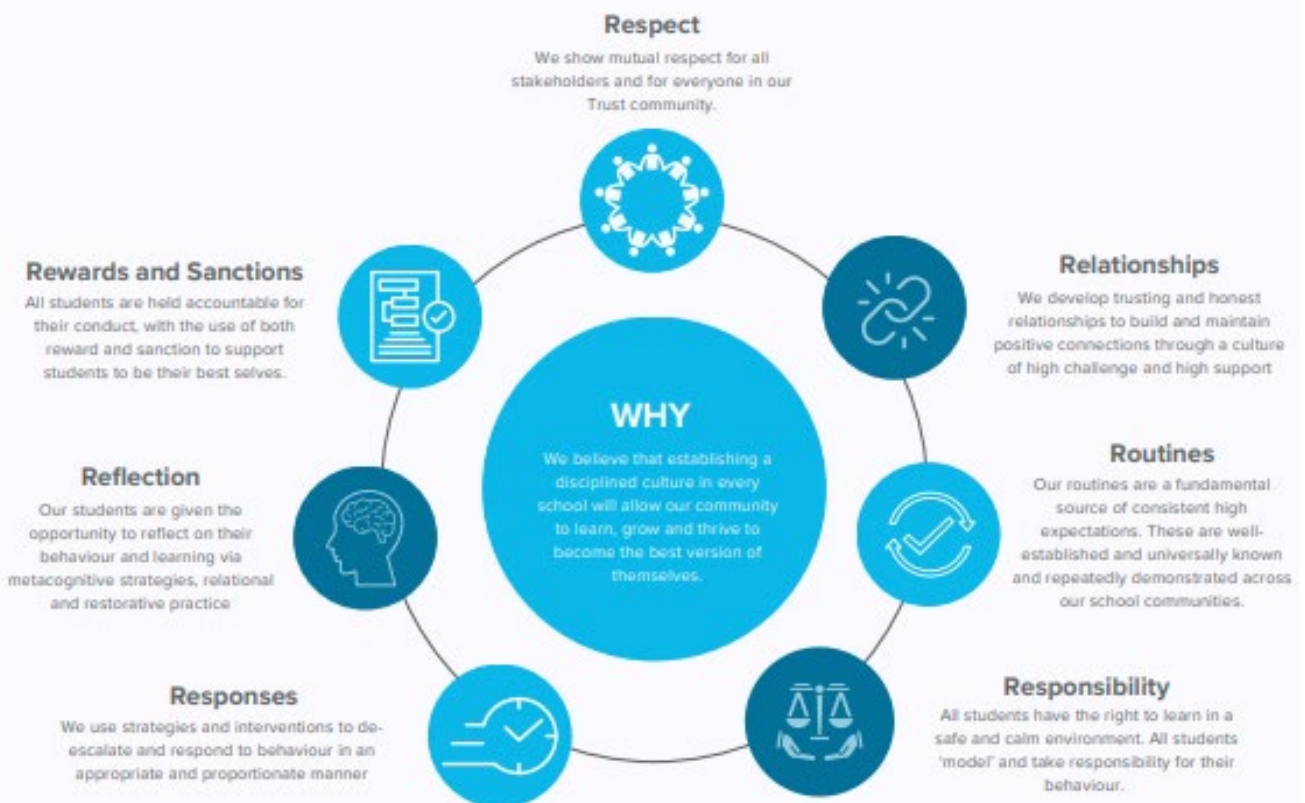 Respect
We show mutual respect for all
stakeholders and for everyone in our
Trust community.
Relationships
We develop trusting and honest
relationships to build and maintain
positive connections through a culture
of high challenge and high support
Routines
Our routines are a fundamental
source of consistent high
expectations. These are well-
established and universally known
and repeatedly demonstrated across
our school communities.
Responsibility
All students have the right to learn in a
safe and calm environment. All students
'model' and take responsibility for their
behaviour.
Responses
We use strategies and interventions to de-
escalate and respond to behaviour in an
appropriate and proportionate manner
Reflection
Our students are given the
opportunity to reflect on their
behaviour and learning via
metacognitive strategies, relational
and restorative practice
Rewards and Sanctions
All students are held accountable for
their conduct, with the use of both
reward and sanction to support
students to be their best selves.
WHY
We believe that establishing a
disciplined culture in every
school will allow our community
to learn, grow and thrive to
become the best version of
themselves.